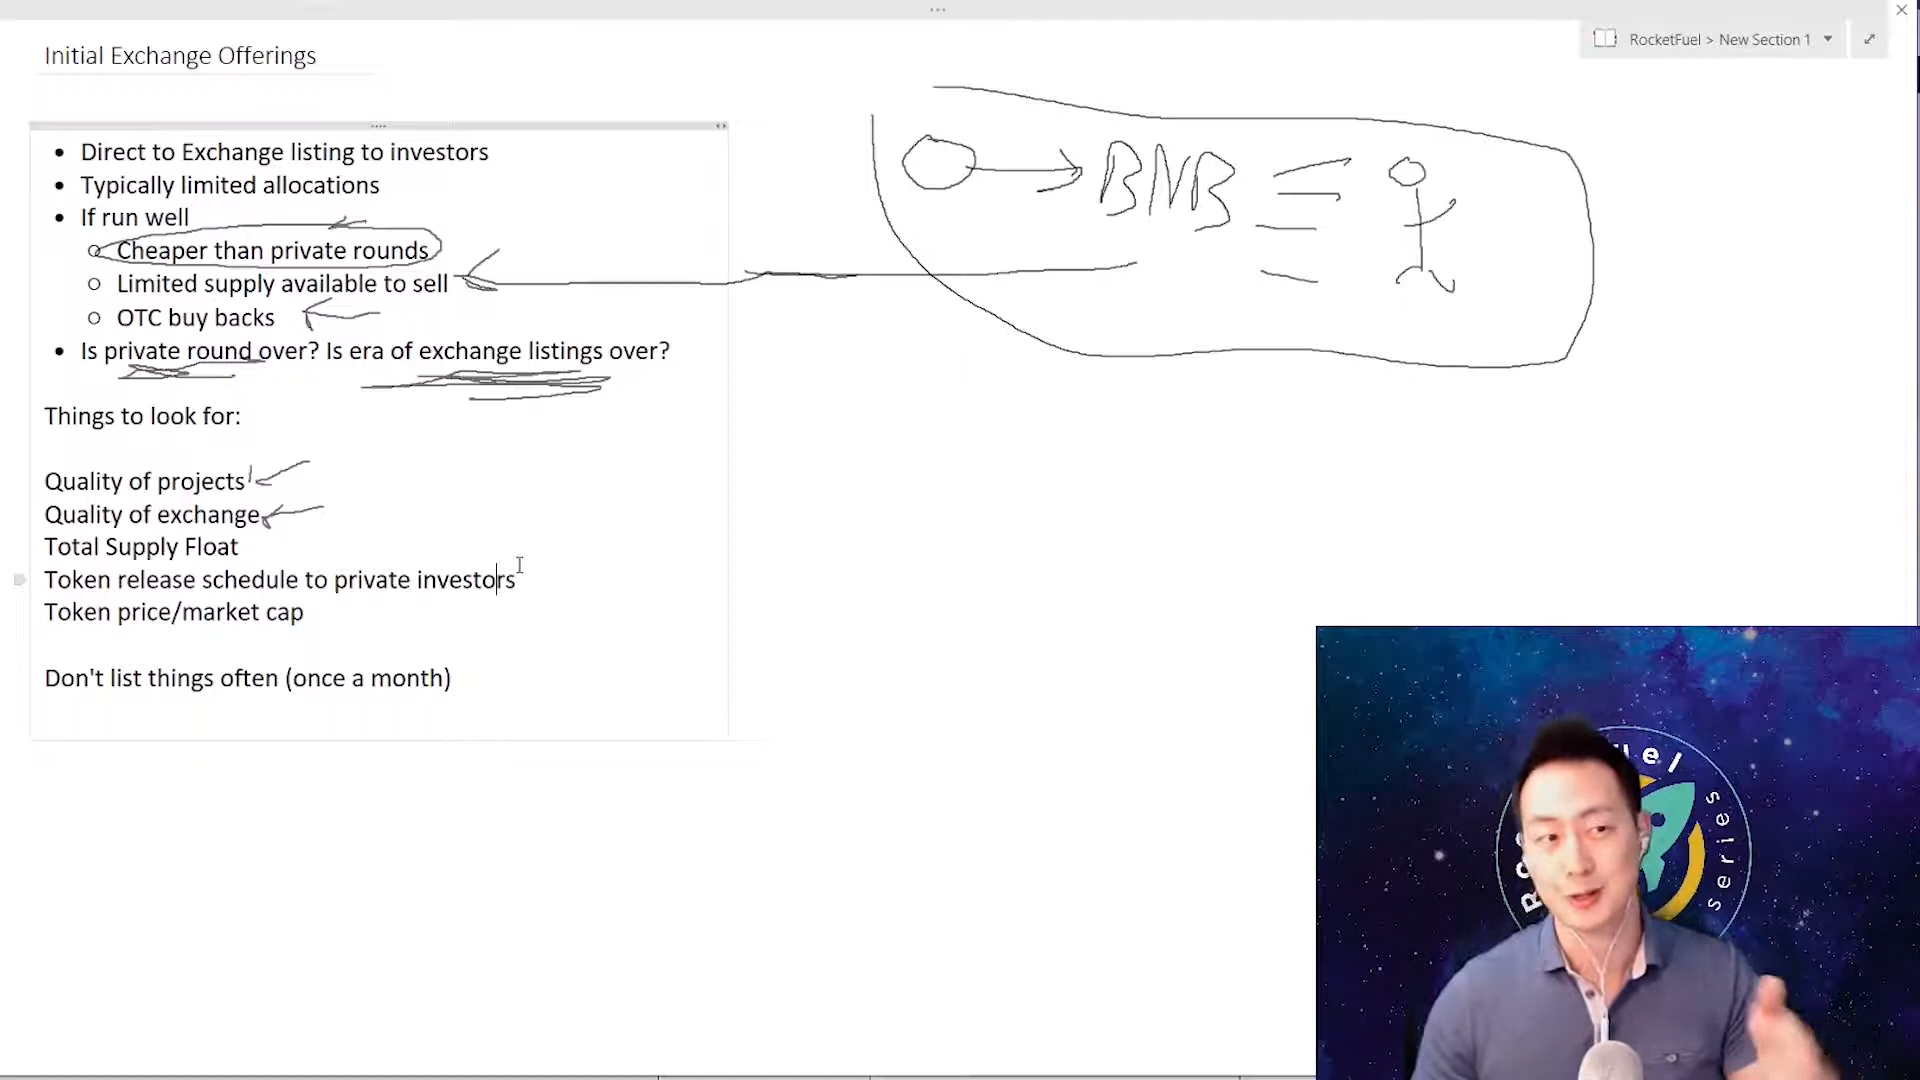 Initial Exchange Offerings
RocketFuel > New Section 1
• Direct to Exchange listing to investors
• Typically limited allocations
• If run well
○ Cheaper than private rounds
○ Limited supply available to sell
○ OTC buy backs
• Is private round over? Is era of exchange listings over?
BNB
Things to look for:
Quality of projects
Quality of exchange
Total Supply Float
Token release schedule to private investors
Token price/market cap
Don't list things often (once a month)
series